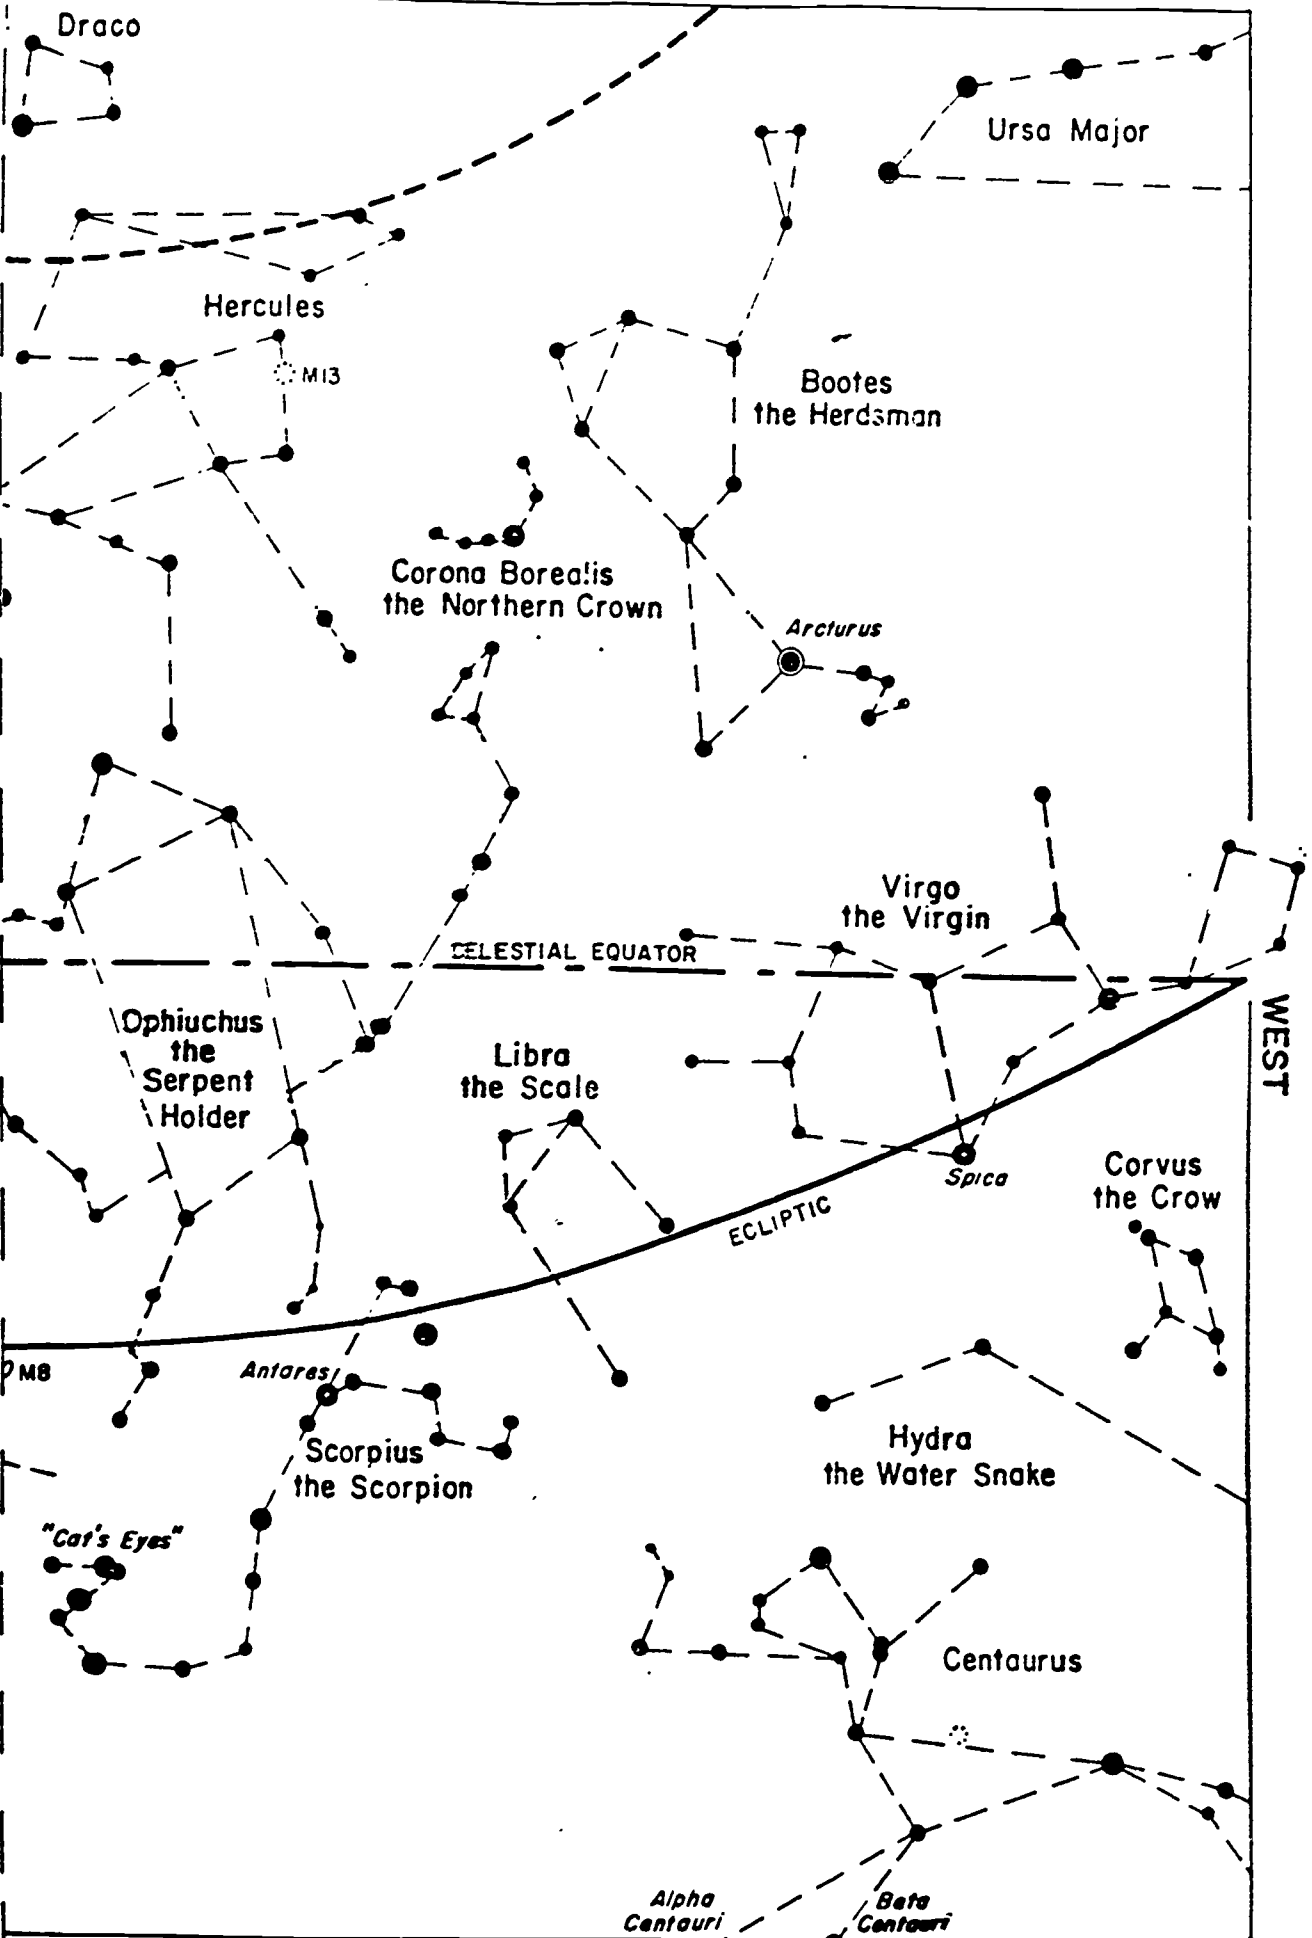 Draco
Ursa Major
Hercules
M13
Bootes
the Herdsman
Corona Borealis
the Northern Crown
Arcturus
Virgo
the Virgin
CELESTIAL EQUATOR
WEST
Ophiuchus
the
Serpent
Holder
Libra
the Scale
Spica
Corvus
the Crow
ECLIPTIC
M8
Antares
Scorpius
the Scorpion
Hydra
the Water Snake
"Cat's Eyes"
Centaurus
Alpha
Centauri
Beta
Centauri